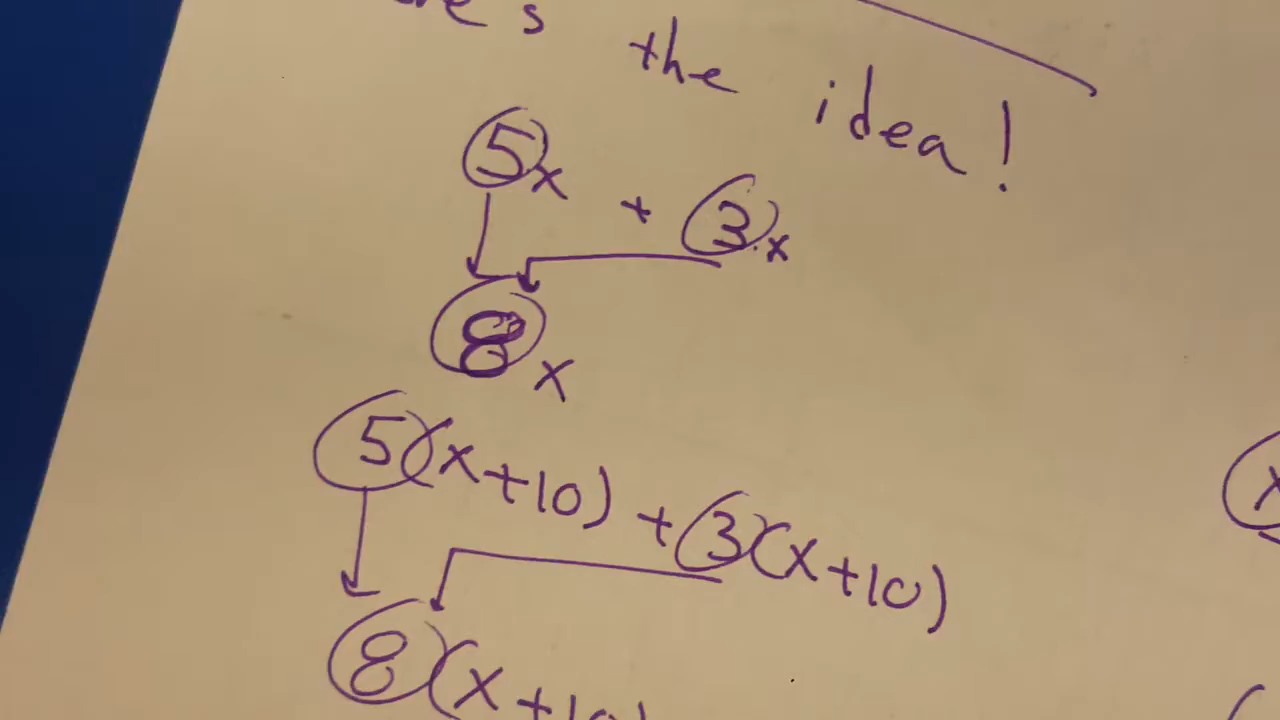 the idea!
5x + 3x
8x
5(x+10) + 3(x+10)
8(x+10)